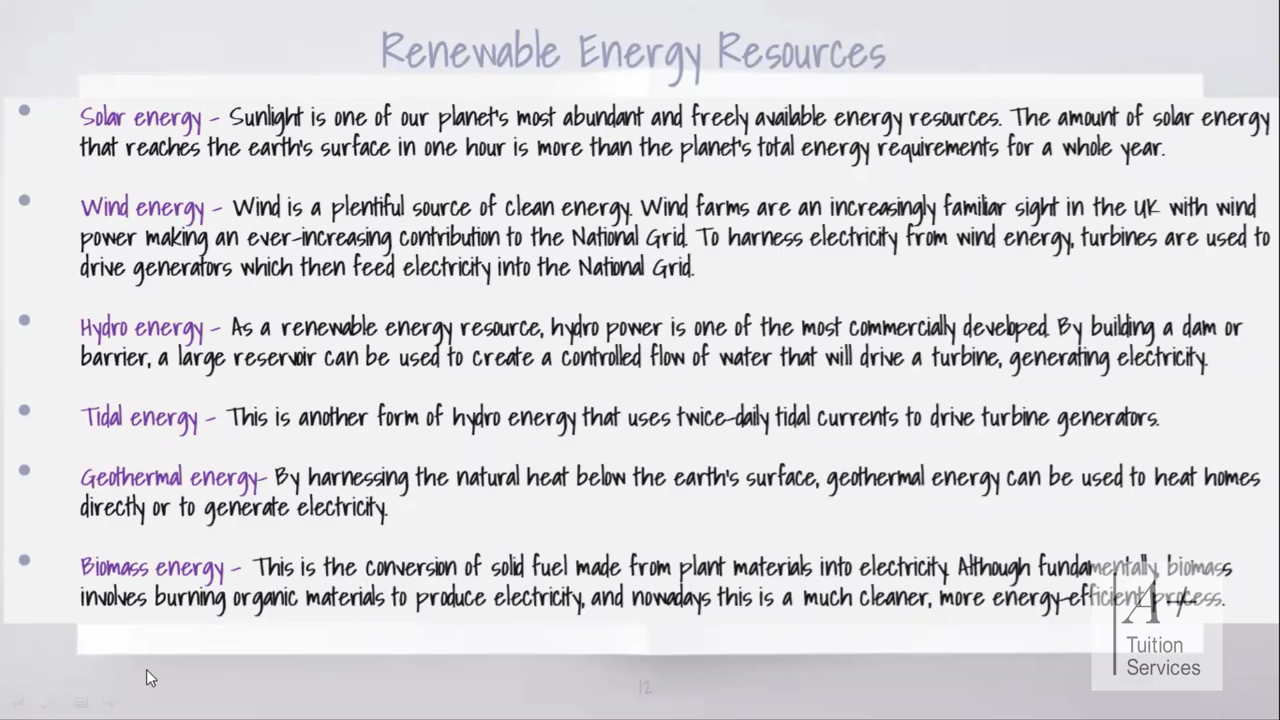 Renewable Energy Resources
Solar energy - Sunlight is one of our planet's most abundant and freely available energy resources. The amount of solar energy
that reaches the earth's surface in one hour is more than the planet's total energy requirements for a whole year.
Wind energy - Wind is a plentiful source of clean energy. Wind farms are an increasingly familiar sight in the UK with wind
power making an ever-increasing contribution to the National Grid. To harness electricity from wind energy, turbines are used to
drive generators which then feed electricity into the National Grid.
Hydro energy - As a renewable energy resource, hydro power is one of the most commercially developed. By building a dam or
barrier, a large reservoir can be used to create a controlled flow of water that will drive a turbine, generating electricity.
Tidal energy - This is another form of hydro energy that uses twice-daily tidal currents to drive turbine generators.
Geothermal energy- By harnessing the natural heat below the earth's surface, geothermal energy can be used to heat homes
directly or to generate electricity.
Biomass energy - This is the conversion of solid fuel made from plant materials into electricity. Although fundamentally, biomass
involves burning organic materials to produce electricity, and nowadays this is a much cleaner, more energy-efficient process.
A+
Tuition
Services
12